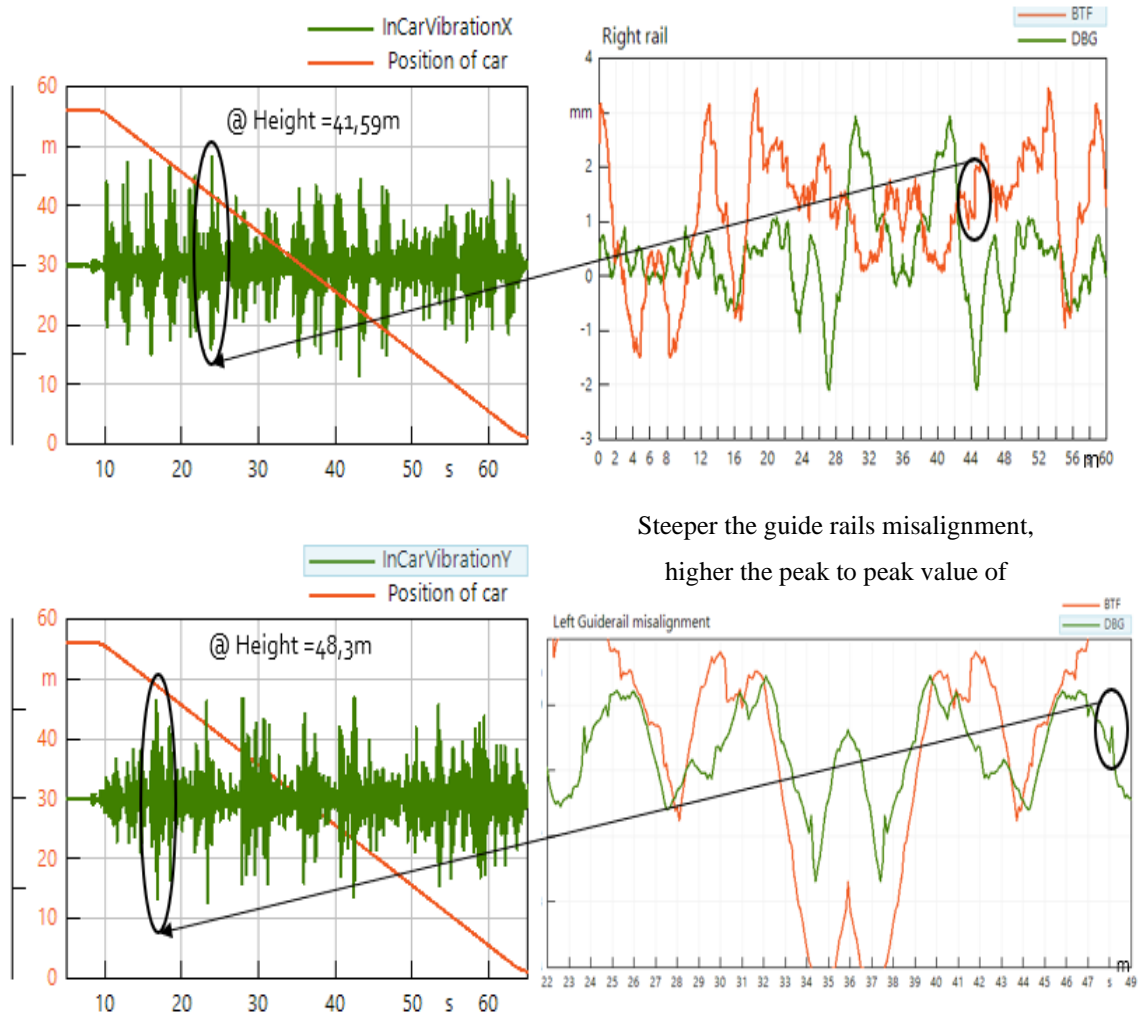 InCarVibrationX
Position of car
60
m
40
30
20
10
0
10 20 30 40 50 s 60
@ Height =41,59m
BTF
DBG
Right rail
4
mm
2
1
0
-1
-2
-3
0 2 4 6 8 12 16 20 24 28 32 36 40 44 48 52 56 m 60
Steeper the guide rails misalignment,
higher the peak to peak value of
InCarVibrationY
Position of car
60
m
40
30
20
10
0
10 20 30 40 50 s 60
@ Height =48,3m
BTF
DBG
Left Guiderail misalignment
22 23 24 25 26 27 28 29 30 31 32 33 34 35 36 37 38 39 40 41 42 43 44 45 46 47 s 49
m